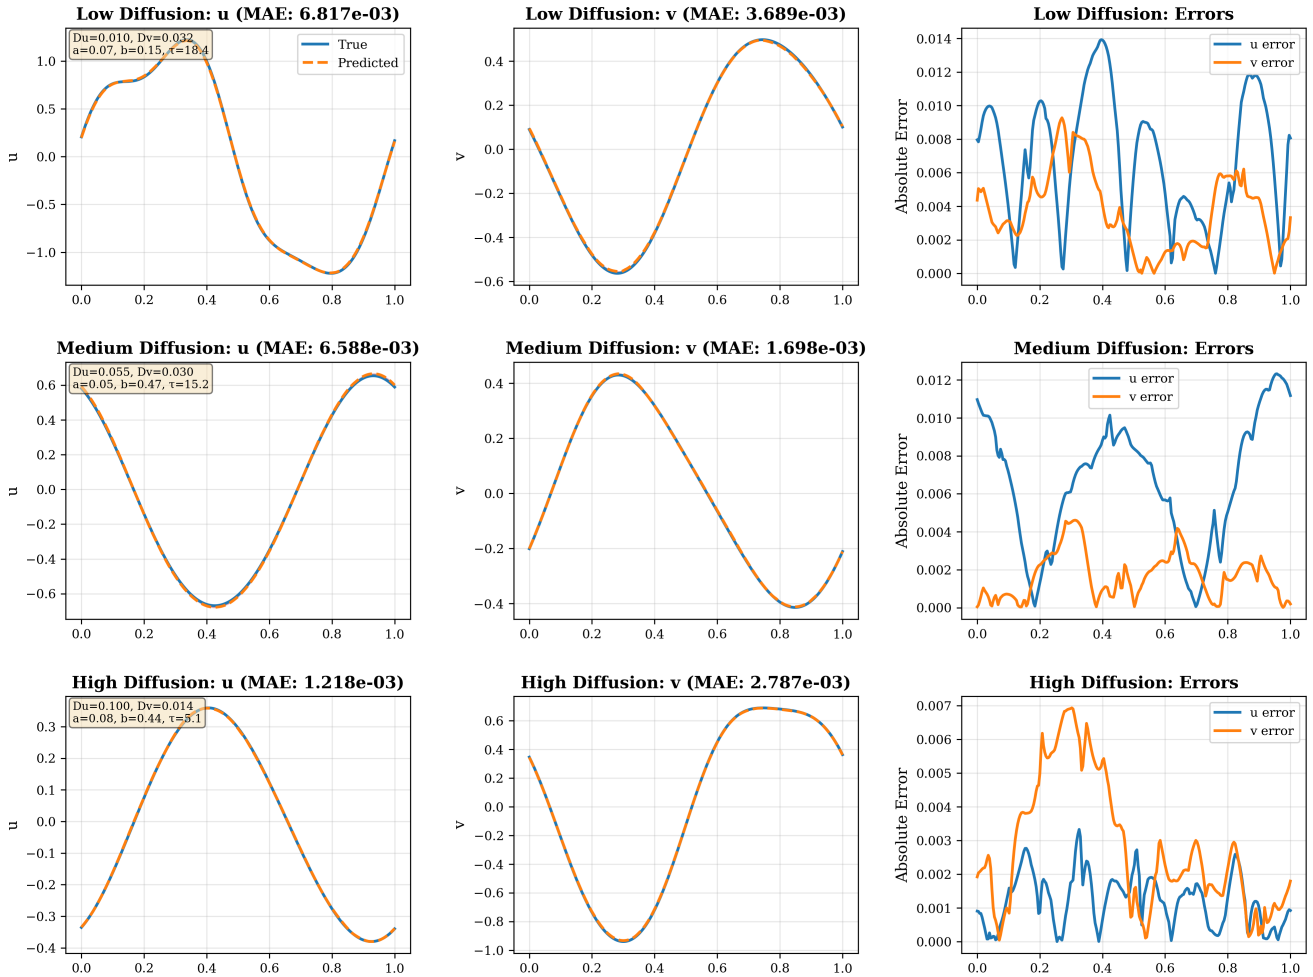 Low Diffusion: u (MAE: 6.817e-03)
Du=0.010, Dv=0.032
a=0.07, b=0.15, τ=18.4
True
Predicted
1.0
0.5
0.0
−0.5
−1.0
u
0.0 0.2 0.4 0.6 0.8 1.0
Low Diffusion: v (MAE: 3.689e-03)
0.4
0.2
0.0
−0.2
−0.4
−0.6
v
0.0 0.2 0.4 0.6 0.8 1.0
Low Diffusion: Errors
u error
v error
0.014
0.012
0.010
0.008
0.006
0.004
0.002
0.000
Absolute Error
0.0 0.2 0.4 0.6 0.8 1.0
Medium Diffusion: u (MAE: 6.588e-03)
Du=0.055, Dv=0.030
a=0.05, b=0.47, τ=15.2
0.6
0.4
0.2
0.0
−0.2
−0.4
−0.6
u
0.0 0.2 0.4 0.6 0.8 1.0
Medium Diffusion: v (MAE: 1.698e-03)
0.4
0.2
0.0
−0.2
−0.4
v
0.0 0.2 0.4 0.6 0.8 1.0
Medium Diffusion: Errors
u error
v error
0.012
0.010
0.008
0.006
0.004
0.002
0.000
Absolute Error
0.0 0.2 0.4 0.6 0.8 1.0
High Diffusion: u (MAE: 1.218e-03)
Du=0.100, Dv=0.014
a=0.08, b=0.44, τ=5.1
0.3
0.2
0.1
0.0
−0.1
−0.2
−0.3
−0.4
u
0.0 0.2 0.4 0.6 0.8 1.0
High Diffusion: v (MAE: 2.787e-03)
0.6
0.4
0.2
0.0
−0.2
−0.4
−0.6
−0.8
−1.0
v
0.0 0.2 0.4 0.6 0.8 1.0
High Diffusion: Errors
u error
v error
0.007
0.006
0.005
0.004
0.003
0.002
0.001
0.000
Absolute Error
0.0 0.2 0.4 0.6 0.8 1.0